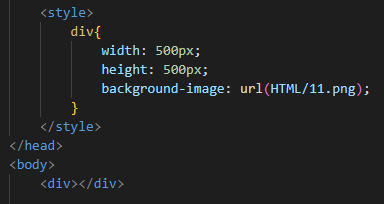 <style>
div{
width: 500px;
height: 500px;
background-image: url(HTML/11.png);
}
</style>
</head>
<body>
<div></div>